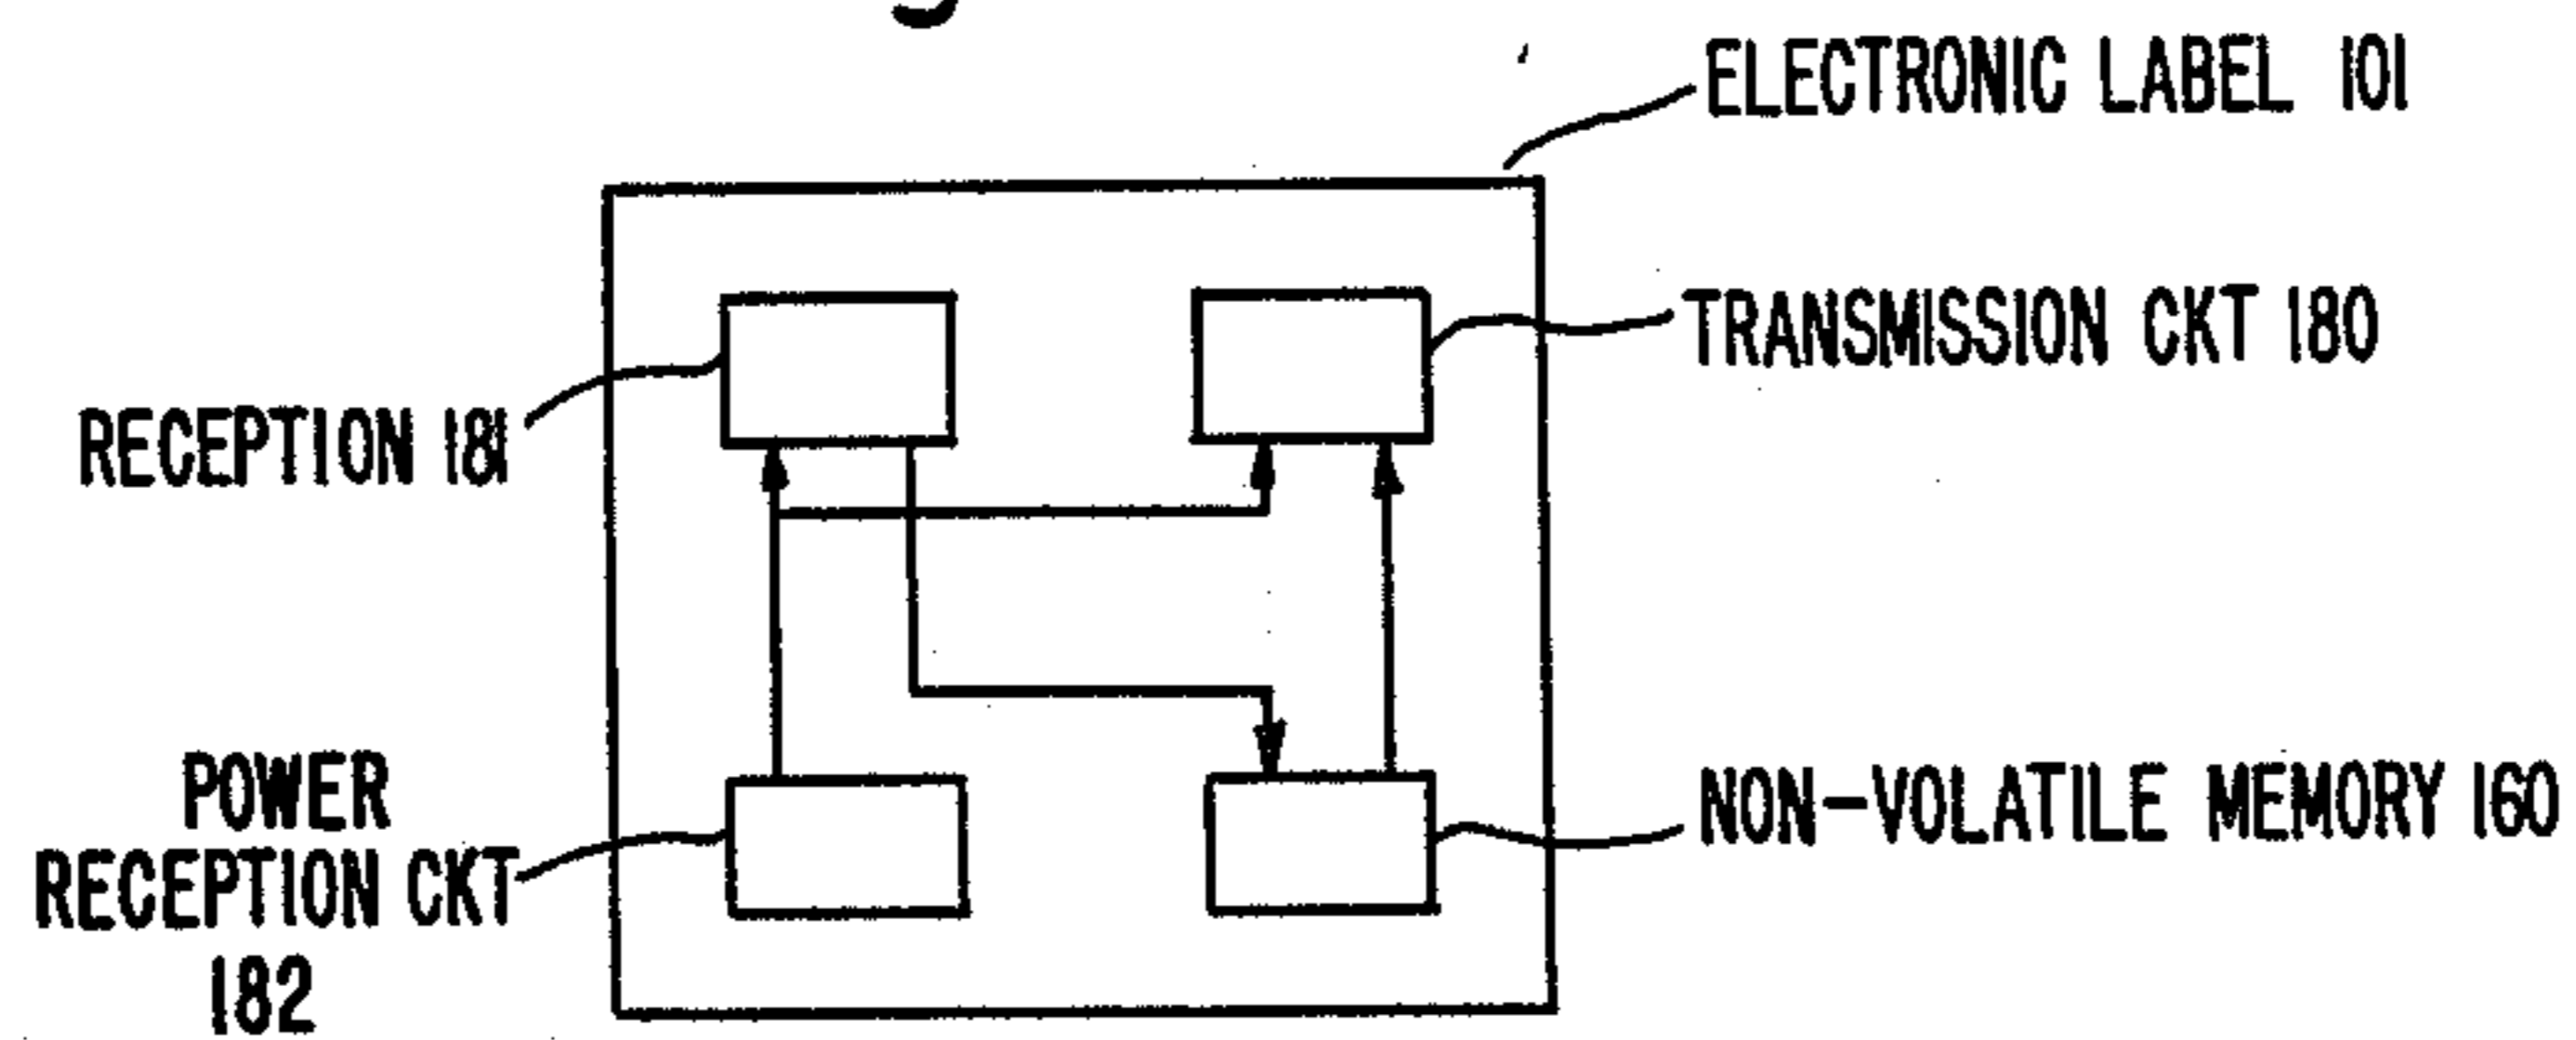 ELECTRONIC LABEL 101
TRANSMISSION CKT 180
RECEPTION 181
POWER
RECEPTION CKT
182
NON-VOLATILE MEMORY 160